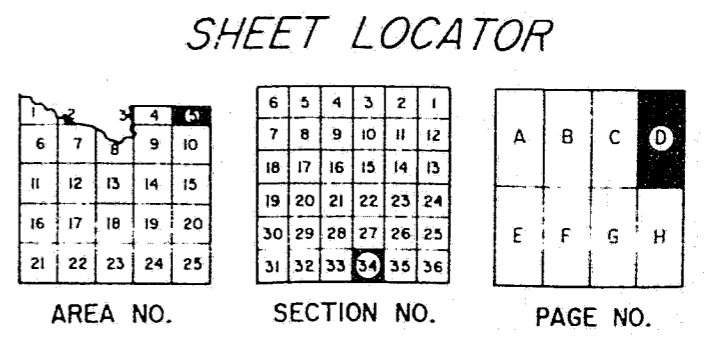 SHEET LOCATOR
1 2 3 4 5
6 7 8 9 10
11 12 13 14 15
16 17 18 19 20
21 22 23 24 25
AREA NO.
6 5 4 3 2 1
7 8 9 10 11 12
18 17 16 15 14 13
19 20 21 22 23 24
30 29 28 27 26 25
31 32 33 34 35 36
SECTION NO.
A B C D
E F G H
PAGE NO.